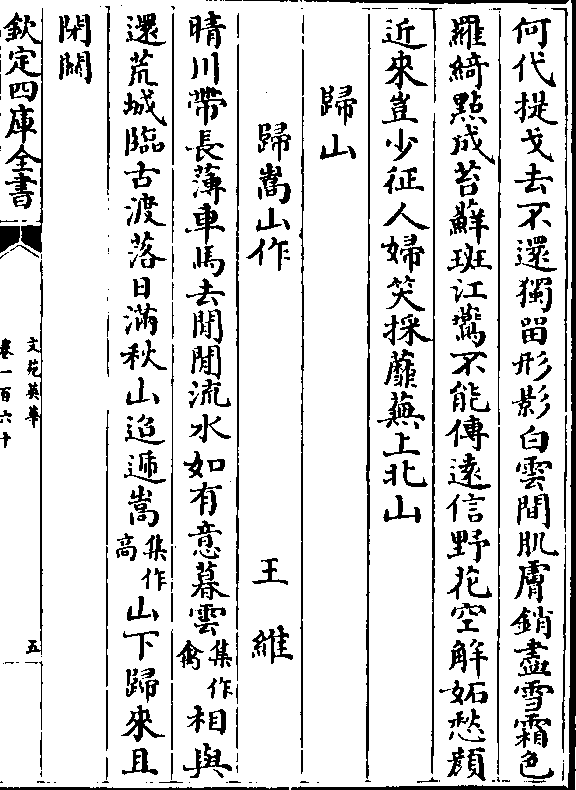 何代提戈去不還獨留形影白雲間肌膚銷盡雪霜色
羅綺點成苔蘚班江燕不能傳遠信野花空解妬愁顔
近來豈少征人婦笑採蘼蕪上北山
歸山
歸嵩山作 王維
晴川帶長薄車馬去閒閒流水如有意暮雲集作禽相與
還荒城臨古渡落日滿秋山迢遞嵩集作高山下歸來且
閉關
欽定四庫全書
文苑英華
卷一百六十
五